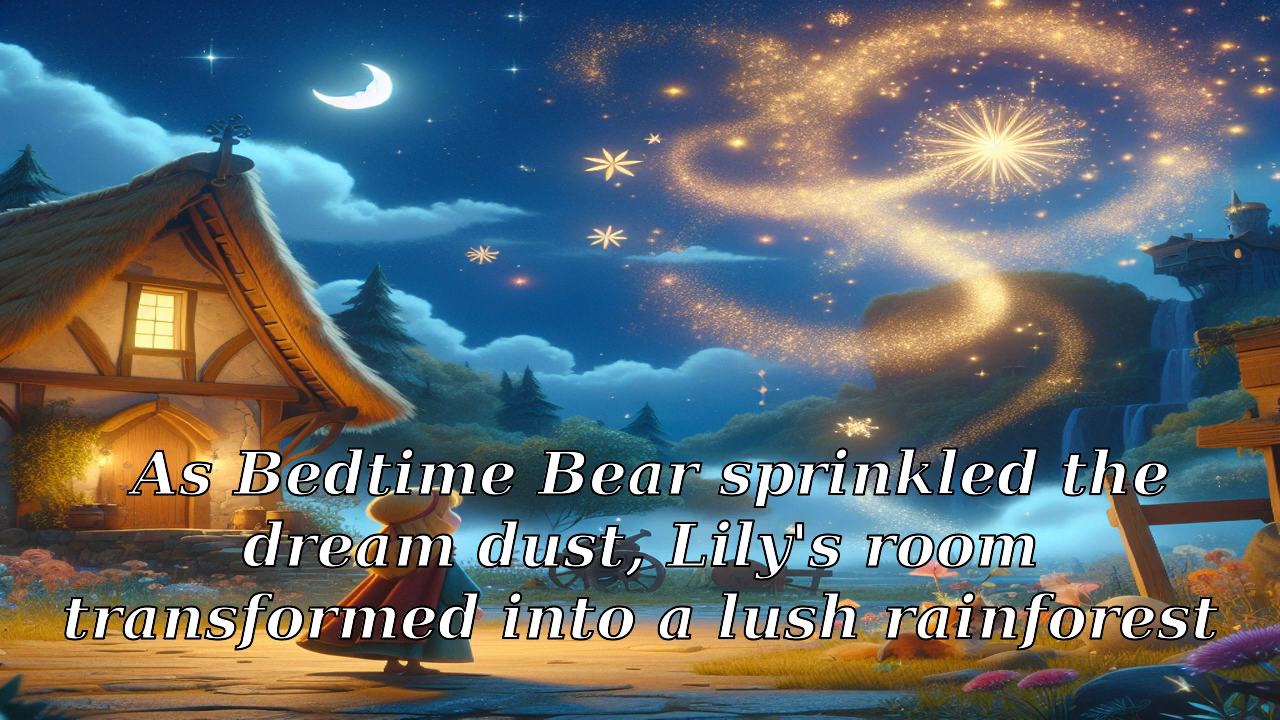 As Bedtime Bear sprinkled the
dream dust, Lily's room
transformed into a lush rainforest